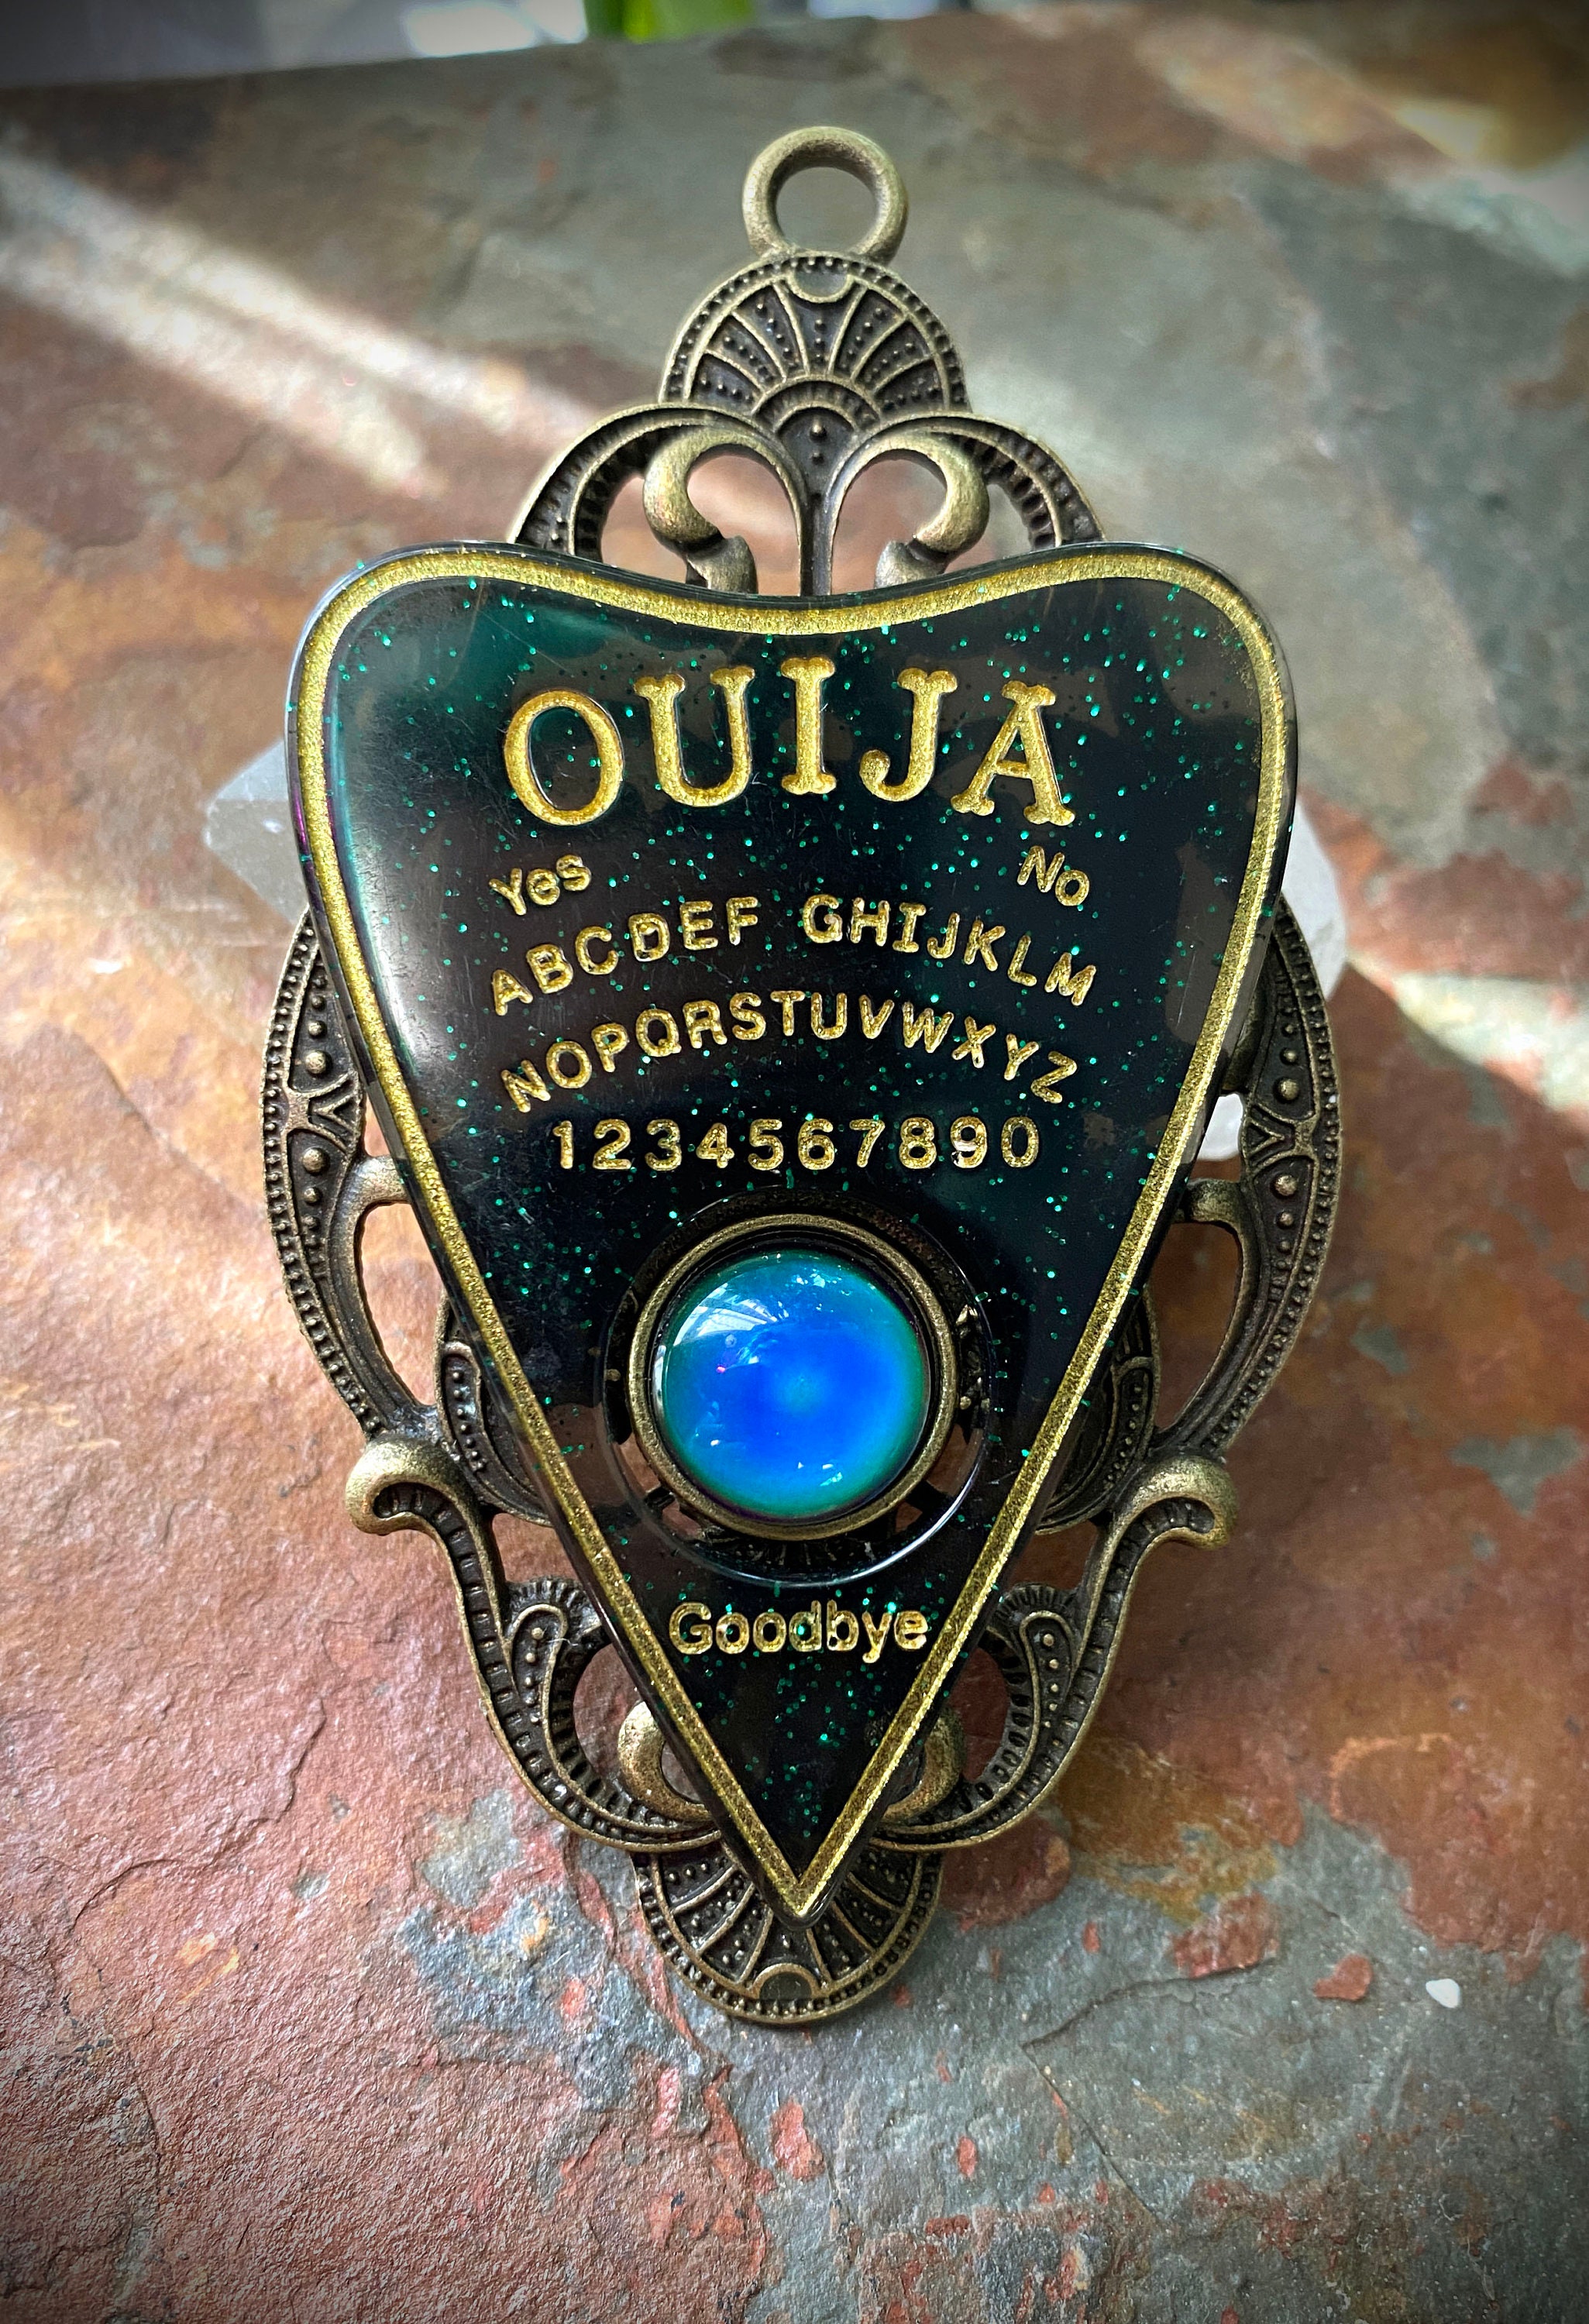 OUIJA
Yes No
ABCDEF GHIJKLM
NOPQRSTUVWXYZ
1234567890
Goodbye